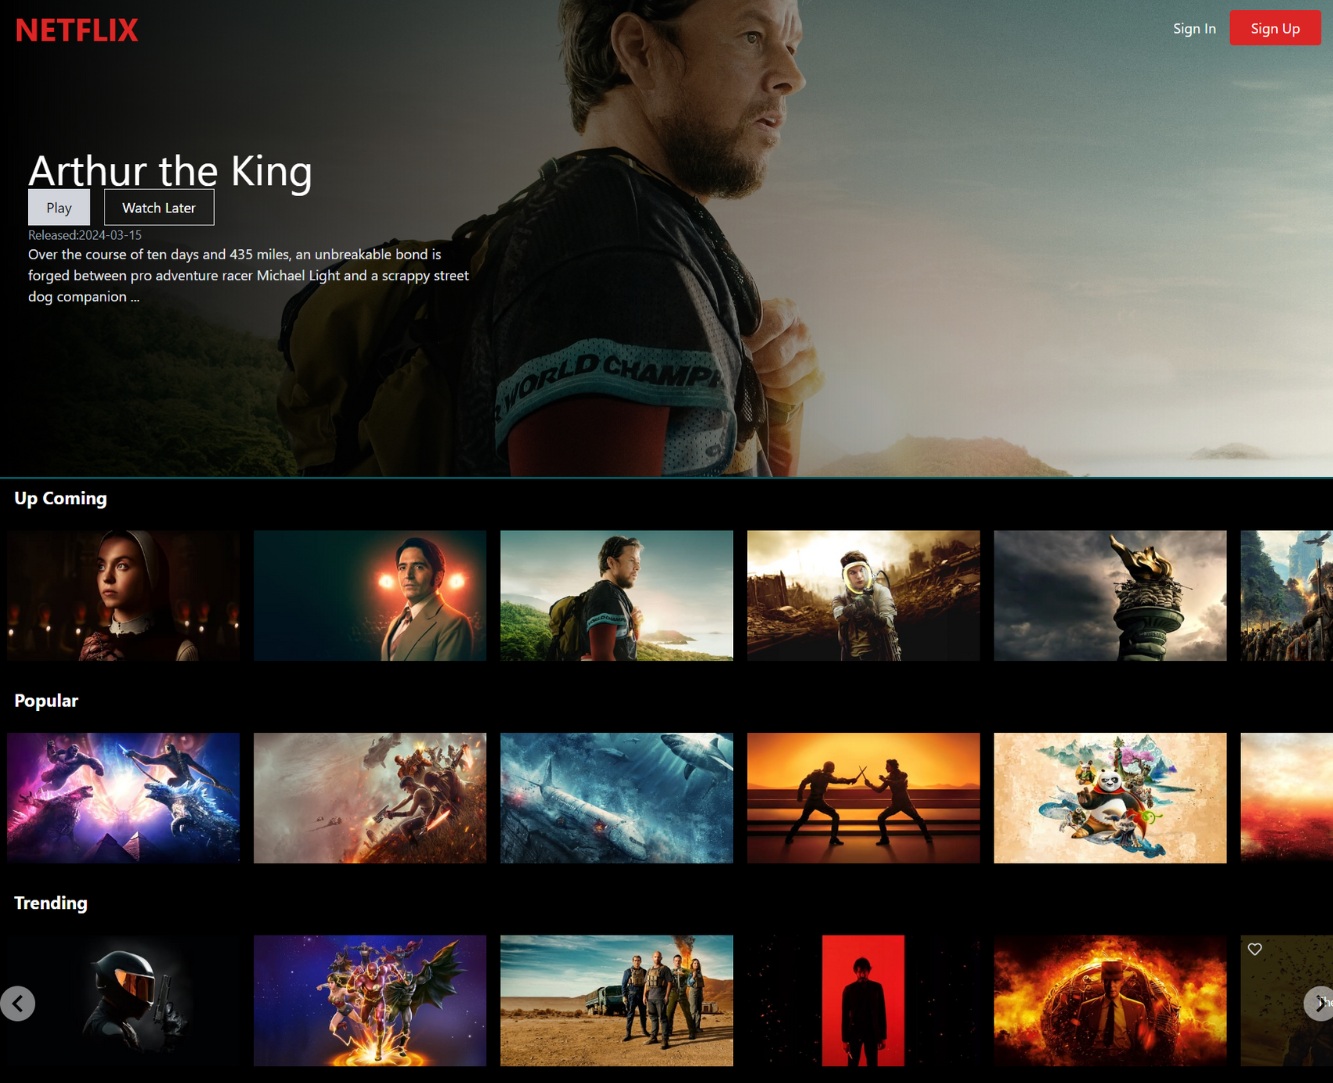 NETFLIX
Sign In
Sign Up
Arthur the King
Play
Watch Later
Released:2024-03-15
Over the course of ten days and 435 miles, an unbreakable bond is
forged between pro adventure racer Michael Light and a scrappy street
dog companion ...
WORLD CHAMP
Up Coming
Popular
Trending